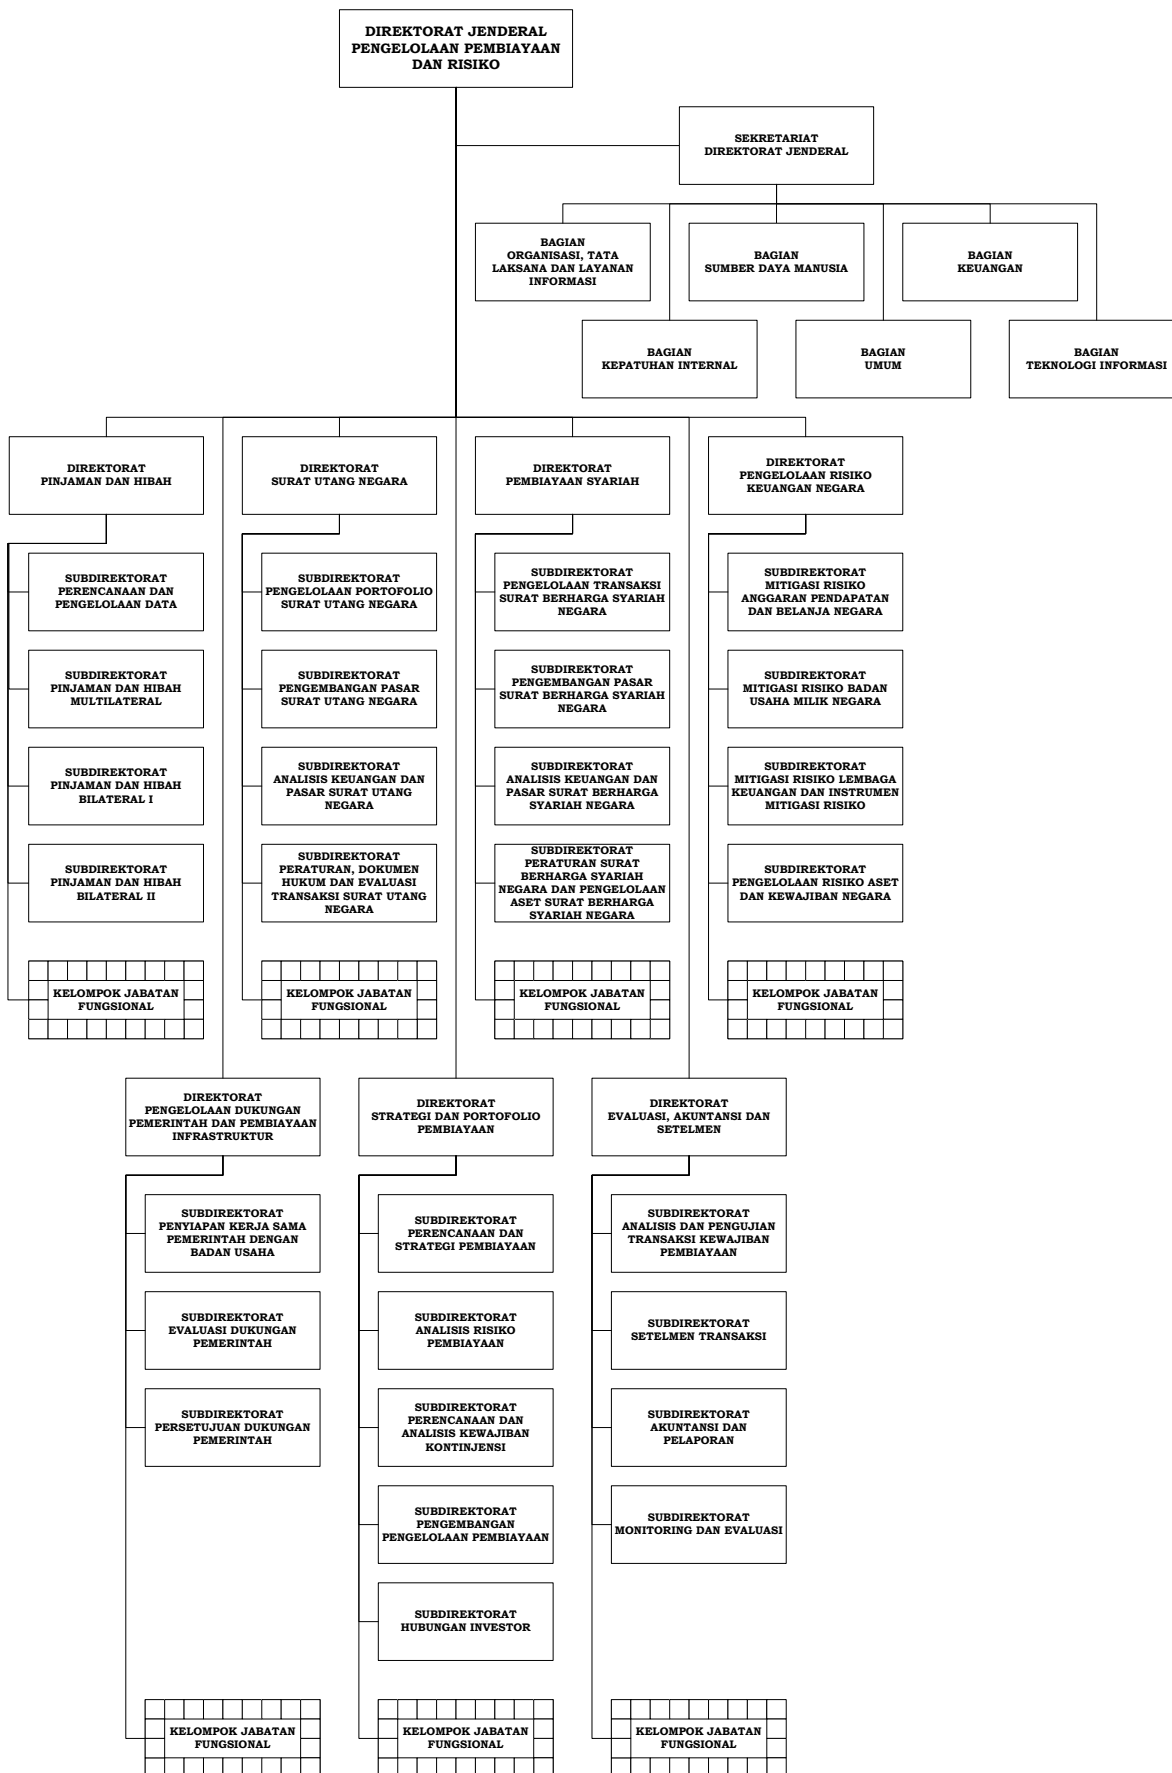 DIREKTORAT JENDERAL
PENGELOLAAN PEMBIAYAAN
DAN RISIKO
SEKRETARIAT
DIREKTORAT JENDERAL
BAGIAN
ORGANISASI, TATA
LAKSANA DAN LAYANAN
INFORMASI
BAGIAN
SUMBER DAYA MANUSIA
BAGIAN
KEUANGAN
BAGIAN
KEPATUHAN INTERNAL
BAGIAN
UMUM
BAGIAN
TEKNOLOGI INFORMASI
DIREKTORAT
PINJAMAN DAN HIBAH
DIREKTORAT
SURAT UTANG NEGARA
DIREKTORAT
PEMBIAYAAN SYARIAH
DIREKTORAT
PENGELOLAAN RISIKO
KEUANGAN NEGARA
SUBDIREKTORAT
PERENCANAAN DAN
PENGELOLAAN DATA
SUBDIREKTORAT
PENGELOLAAN PORTOFOLIO
SURAT UTANG NEGARA
SUBDIREKTORAT
PENGELOLAAN TRANSAKSI
SURAT BERHARGA SYARIAH
NEGARA
SUBDIREKTORAT
MITIGASI RISIKO
ANGGARAN PENDAPATAN
DAN BELANJA NEGARA
SUBDIREKTORAT
PINJAMAN DAN HIBAH
MULTILATERAL
SUBDIREKTORAT
PENGEMBANGAN PASAR
SURAT UTANG NEGARA
SUBDIREKTORAT
PENGEMBANGAN PASAR
SURAT BERHARGA SYARIAH
NEGARA
SUBDIREKTORAT
MITIGASI RISIKO BADAN
USAHA MILIK NEGARA
SUBDIREKTORAT
PINJAMAN DAN HIBAH
BILATERAL I
SUBDIREKTORAT
ANALISIS KEUANGAN DAN
PASAR SURAT UTANG
NEGARA
SUBDIREKTORAT
ANALISIS KEUANGAN DAN
PASAR SURAT BERHARGA
SYARIAH NEGARA
SUBDIREKTORAT
MITIGASI RISIKO LEMBAGA
KEUANGAN DAN INSTRUMEN
MITIGASI RISIKO
SUBDIREKTORAT
PINJAMAN DAN HIBAH
BILATERAL II
SUBDIREKTORAT
PERATURAN, DOKUMEN
HUKUM DAN EVALUASI
TRANSAKSI SURAT UTANG
NEGARA
SUBDIREKTORAT
PERATURAN SURAT
BERHARGA SYARIAH
NEGARA DAN PENGELOLAAN
ASET SURAT BERHARGA
SYARIAH NEGARA
SUBDIREKTORAT
PENGELOLAAN RISIKO ASET
DAN KEWAJIBAN NEGARA
KELOMPOK JABATAN
FUNGSIONAL
KELOMPOK JABATAN
FUNGSIONAL
KELOMPOK JABATAN
FUNGSIONAL
KELOMPOK JABATAN
FUNGSIONAL
DIREKTORAT
PENGELOLAAN DUKUNGAN
PEMERINTAH DAN PEMBIAYAAN
INFRASTRUKTUR
DIREKTORAT
STRATEGI DAN PORTOFOLIO
PEMBIAYAAN
DIREKTORAT
EVALUASI, AKUNTANSI DAN
SETELMEN
SUBDIREKTORAT
PENYIAPAN KERJA SAMA
PEMERINTAH DENGAN
BADAN USAHA
SUBDIREKTORAT
PERENCANAAN DAN
STRATEGI PEMBIAYAAN
SUBDIREKTORAT
ANALISIS DAN PENGUJIAN
TRANSAKSI KEWAJIBAN
PEMBIAYAAN
SUBDIREKTORAT
EVALUASI DUKUNGAN
PEMERINTAH
SUBDIREKTORAT
ANALISIS RISIKO
PEMBIAYAAN
SUBDIREKTORAT
SETELMEN TRANSAKSI
SUBDIREKTORAT
PERSETUJUAN DUKUNGAN
PEMERINTAH
SUBDIREKTORAT
PERENCANAAN DAN
ANALISIS KEWAJIBAN
KONTINJENSI
SUBDIREKTORAT
AKUNTANSI DAN
PELAPORAN
SUBDIREKTORAT
PENGEMBANGAN
PENGELOLAAN PEMBIAYAAN
SUBDIREKTORAT
MONITORING DAN EVALUASI
SUBDIREKTORAT
HUBUNGAN INVESTOR
KELOMPOK JABATAN
FUNGSIONAL
KELOMPOK JABATAN
FUNGSIONAL
KELOMPOK JABATAN
FUNGSIONAL